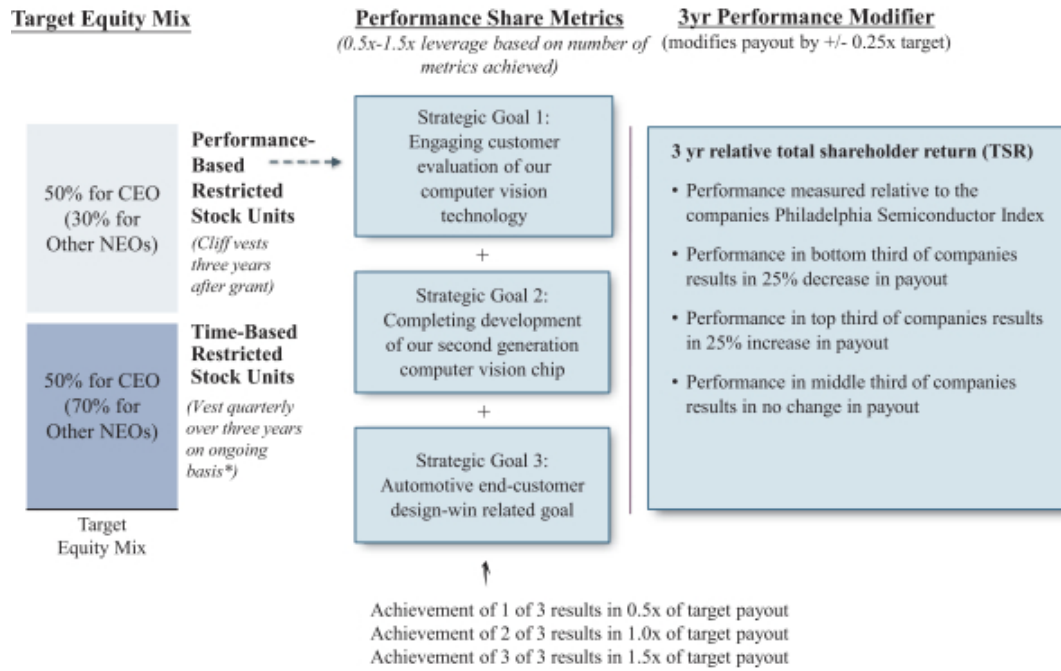 Target Equity Mix
50% for CEO
(30% for
Other NEOs)
50% for CEO
(70% for
Other NEOs)
Target
Equity Mix
Performance-
Based
Restricted
Stock Units
(Cliff vests
three years
after grant)
Time-Based
Restricted
Stock Units
(Vest quarterly
over three years
on ongoing
basis*)
Performance Share Metrics
(0.5x-1.5x leverage based on number of
metrics achieved)
Strategic Goal 1:
Engaging customer
evaluation of our
computer vision
technology
+
Strategic Goal 2:
Completing development
of our second generation
computer vision chip
+
Strategic Goal 3:
Automotive end-customer
design-win related goal
Achievement of 1 of 3 results in 0.5x of target payout
Achievement of 2 of 3 results in 1.0x of target payout
Achievement of 3 of 3 results in 1.5x of target payout
3yr Performance Modifier
(modifies payout by +/- 0.25x target)
3 yr relative total shareholder return (TSR)
• Performance measured relative to the
companies Philadelphia Semiconductor Index
• Performance in bottom third of companies
results in 25% decrease in payout
• Performance in top third of companies results
in 25% increase in payout
• Performance in middle third of companies
results in no change in payout